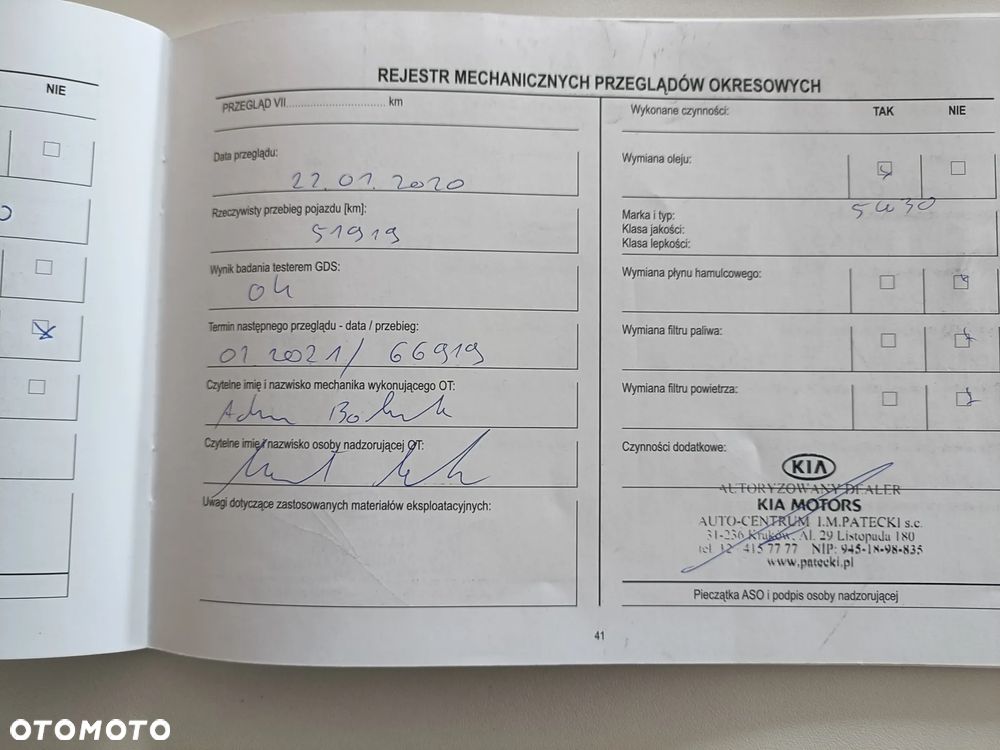 NIE
REJESTR MECHANICZNYCH PRZEGLĄDÓW OKRESOWYCH
PRZEGLĄD VII................................. km
Data przeglądu:
22.01.2020
Rzeczywisty przebieg pojazdu [km]:
51919
Wynik badania testerem GDS:
ok
Termin następnego przeglądu - data / przebieg:
01.2021/ 66919
Czytelne imię i nazwisko mechanika wykonującego OT:
Czytelne imię i nazwisko osoby nadzorującej OT:
Uwagi dotyczące zastosowanych materiałów eksploatacyjnych:
Wykonane czynności: TAK NIE
Wymiana oleju:
5W30
Marka i typ:
Klasa jakości:
Klasa lepkości:
Wymiana płynu hamulcowego:
Wymiana filtru paliwa:
Wymiana filtru powietrza:
Czynności dodatkowe:
KIA
AUTORYZOWANY DEALER
KIA MOTORS
AUTO-CENTRUM I.M.PATECKI s.c.
31-236 Kraków, Al. 29 Listopada 180
tel. 12 415 77 77 NIP: 945-18-98-835
www.patecki.pl
Pieczątka ASO i podpis osoby nadzorującej
41
OTOMOTO